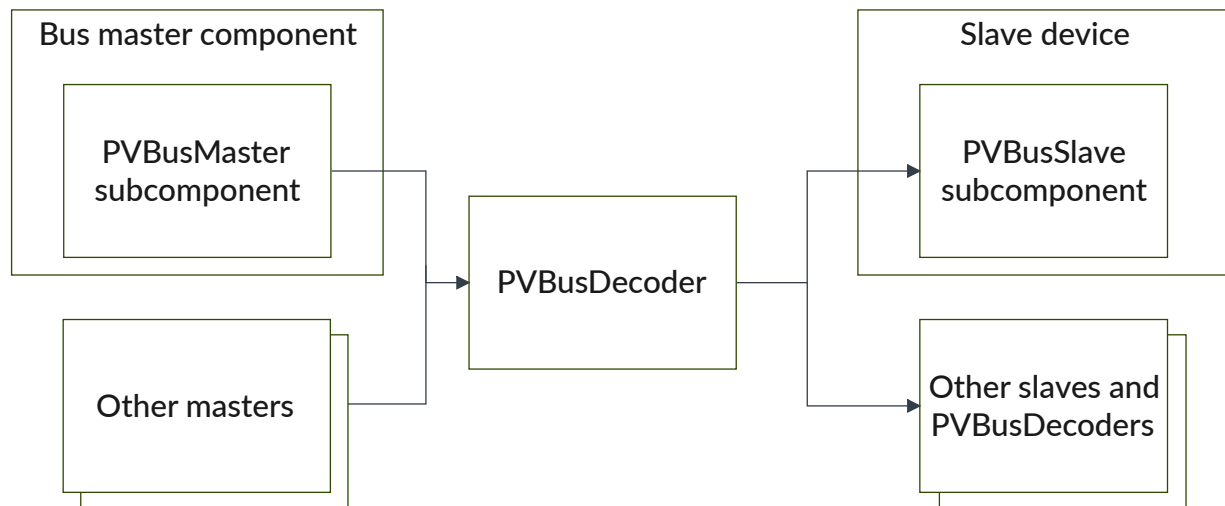 Bus master component
PVBusMaster
subcomponent
Other masters
PVBusDecoder
Slave device
PVBusSlave
subcomponent
Other slaves and
PVBusDecoders